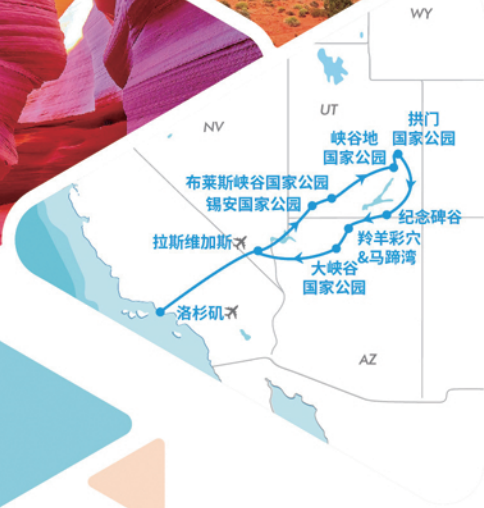 WY
UT
NV
拱门
国家公园
峡谷地
国家公园
布莱斯峡谷国家公园
锡安国家公园
纪念碑谷
拉斯维加斯
羚羊彩穴
&马蹄湾
大峡谷
国家公园
洛杉矶
AZ